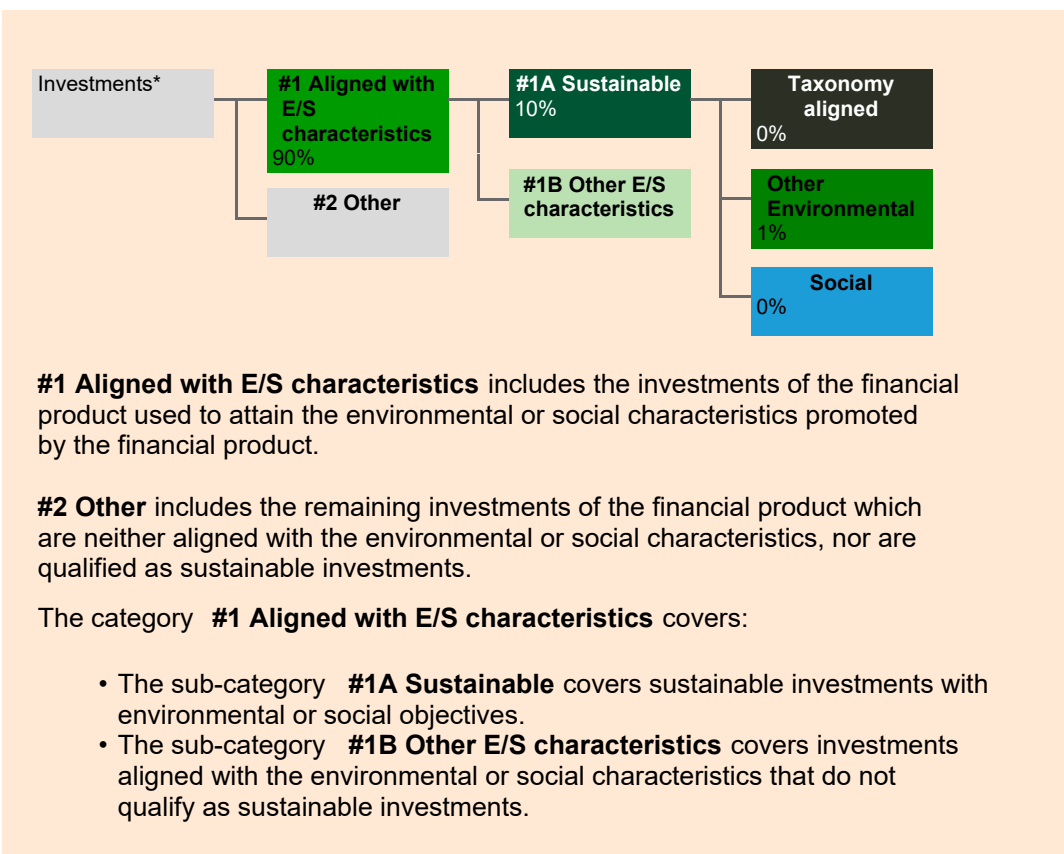 Investments*
#1 Aligned with
E/S
characteristics
90%
#2 Other
#1A Sustainable
10%
#1B Other E/S
characteristics
Taxonomy
aligned
0%
Other
Environmental
1%
Social
0%
#1 Aligned with E/S characteristics includes the investments of the financial
product used to attain the environmental or social characteristics promoted
by the financial product.
#2 Other includes the remaining investments of the financial product which
are neither aligned with the environmental or social characteristics, nor are
qualified as sustainable investments.
The category #1 Aligned with E/S characteristics covers:
• The sub-category #1A Sustainable covers sustainable investments with
environmental or social objectives.
• The sub-category #1B Other E/S characteristics covers investments
aligned with the environmental or social characteristics that do not
qualify as sustainable investments.